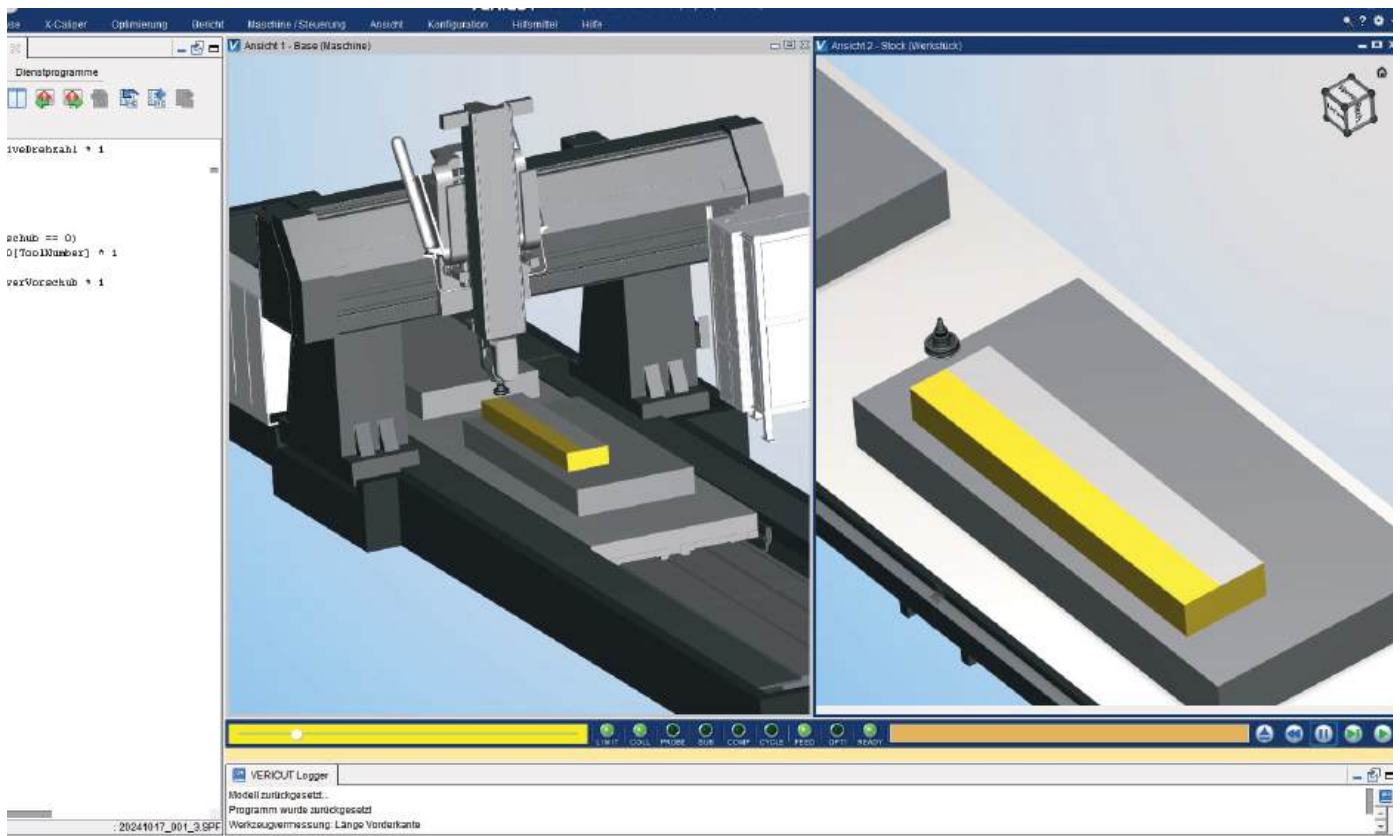 VERICUT
X-Caliper Optimierung Bericht Maschine / Steuerung Ansicht Konfiguration Hilfsmittel Hilfe
Ansicht 1 - Base (Maschine)
Ansicht 2 - Stock (Werkstück)
Dienstprogramme
iveDrehzahl * 1
schub == 0)
O[ToolNumber] * 1
verVorschub * 1
LIMIT COLL PROBE SUB COMP CYCLE FEED OPTI READY
VERICUT Logger
Modell zurückgesetzt...
Programm wurde zurückgesetzt
Werkzeugvermessung: Länge Vorderkante
: 20241017_001_3.SPF